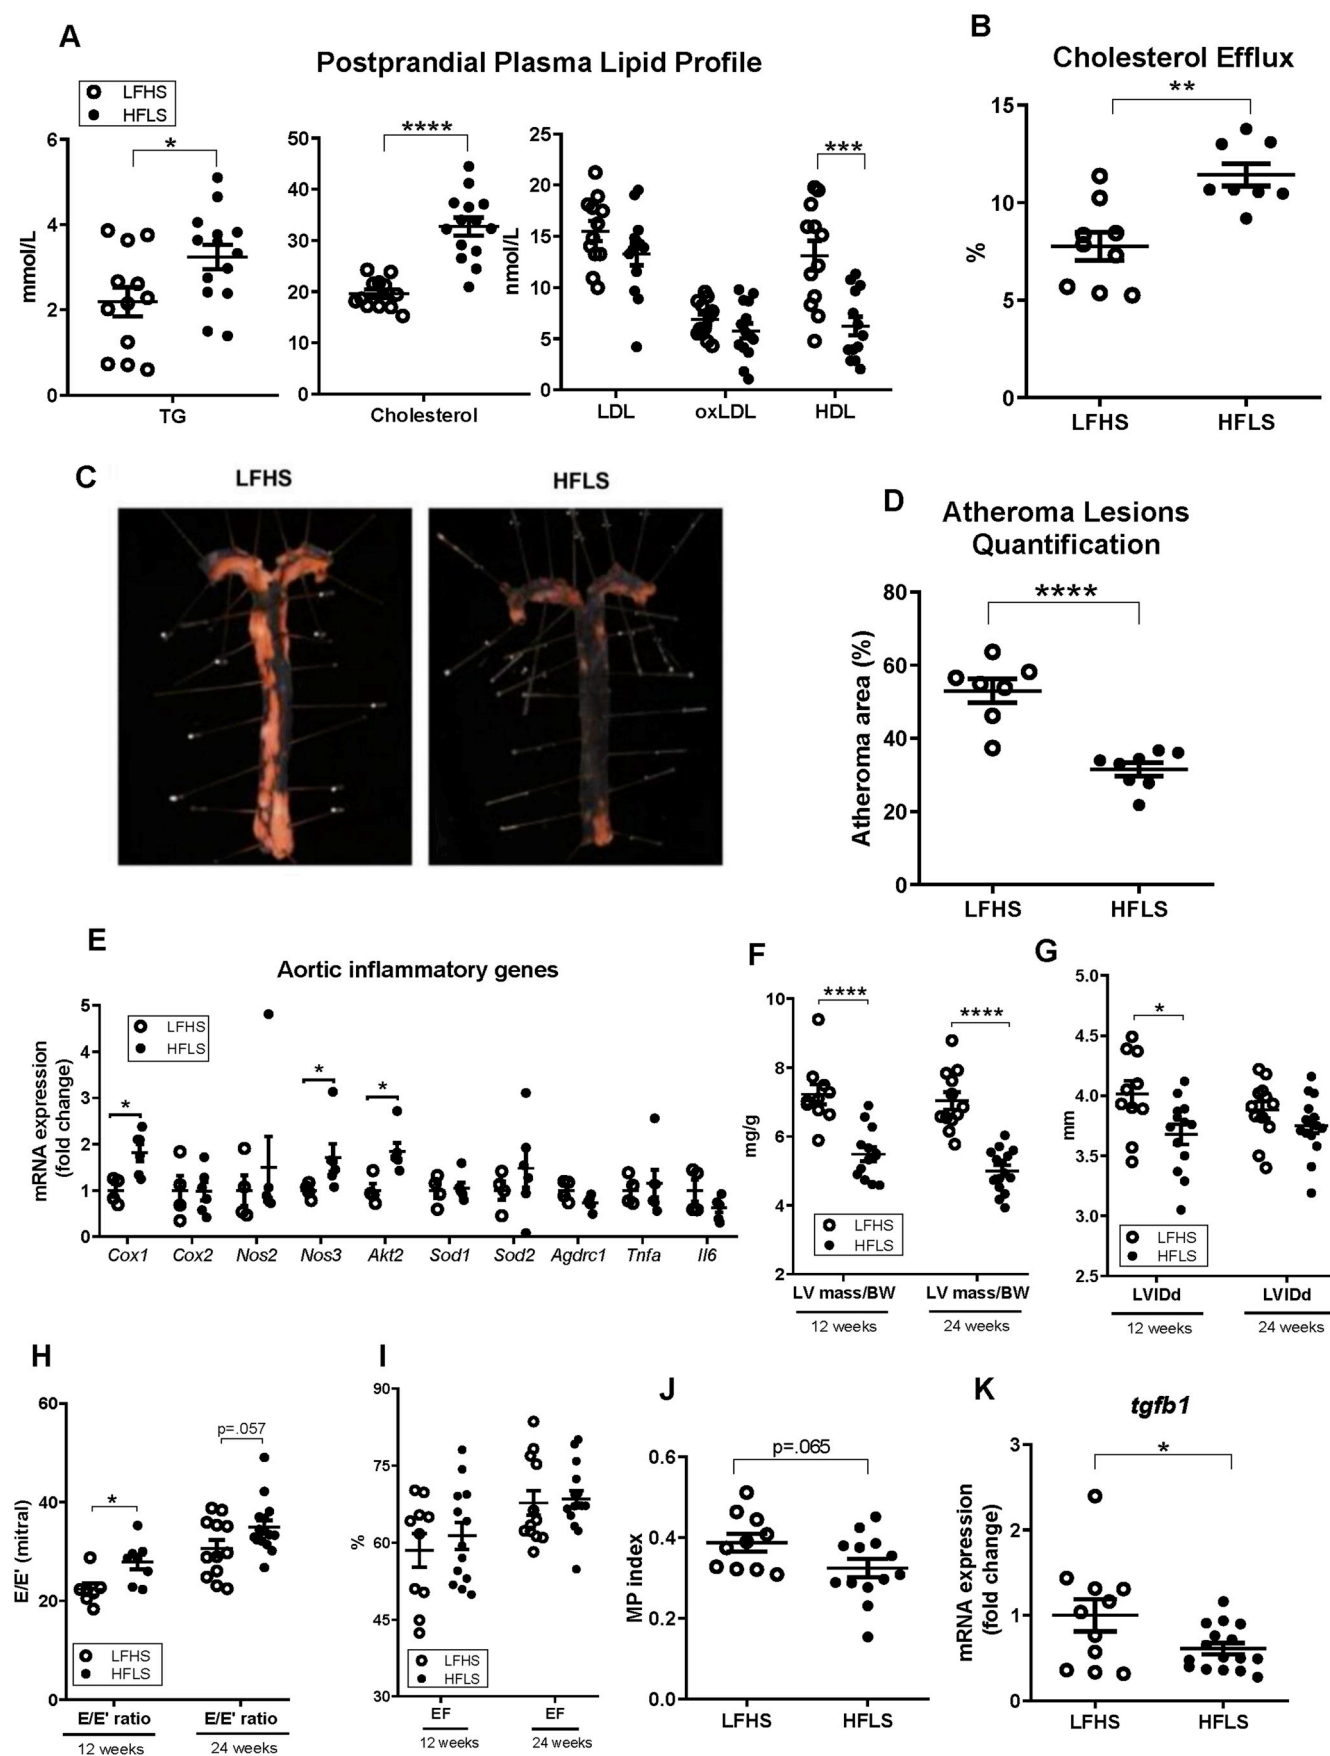 A
Postprandial Plasma Lipid Profile
LFHS
HFLS
mmol/L
6
4
2
0
*
TG
50
40
30
20
10
0
****
Cholesterol
nmol/L
25
20
15
10
5
0
***
LDL oxLDL HDL
B
Cholesterol Efflux
**
%
15
10
5
0
LFHS HFLS
C
LFHS HFLS
D
Atheroma Lesions
Quantification
****
Atheroma area (%)
80
60
40
20
0
LFHS HFLS
E
Aortic inflammatory genes
LFHS
HFLS
mRNA expression
(fold change)
5
4
3
2
1
0
* * *
Cox1 Cox2 Nos2 Nos3 Akt2 Sod1 Sod2 Agdrc1 Tnfa Il6
F
mg/g
10
8
6
4
2
**** ****
LFHS
HFLS
LV mass/BW LV mass/BW
12 weeks 24 weeks
G
mm
5.0
4.5
4.0
3.5
3.0
2.5
*
LFHS
HFLS
LVIDd LVIDd
12 weeks 24 weeks
H
E/E' (mitral)
60
40
20
0
* p=.057
LFHS
HFLS
E/E' ratio E/E' ratio
12 weeks 24 weeks
I
%
90
75
60
45
30
LFHS
HFLS
EF EF
12 weeks 24 weeks
J
MP index
0.6
0.4
0.2
0.0
p=.065
LFHS HFLS
K
tgfb1
*
mRNA expression
(fold change)
3
2
1
0
LFHS HFLS